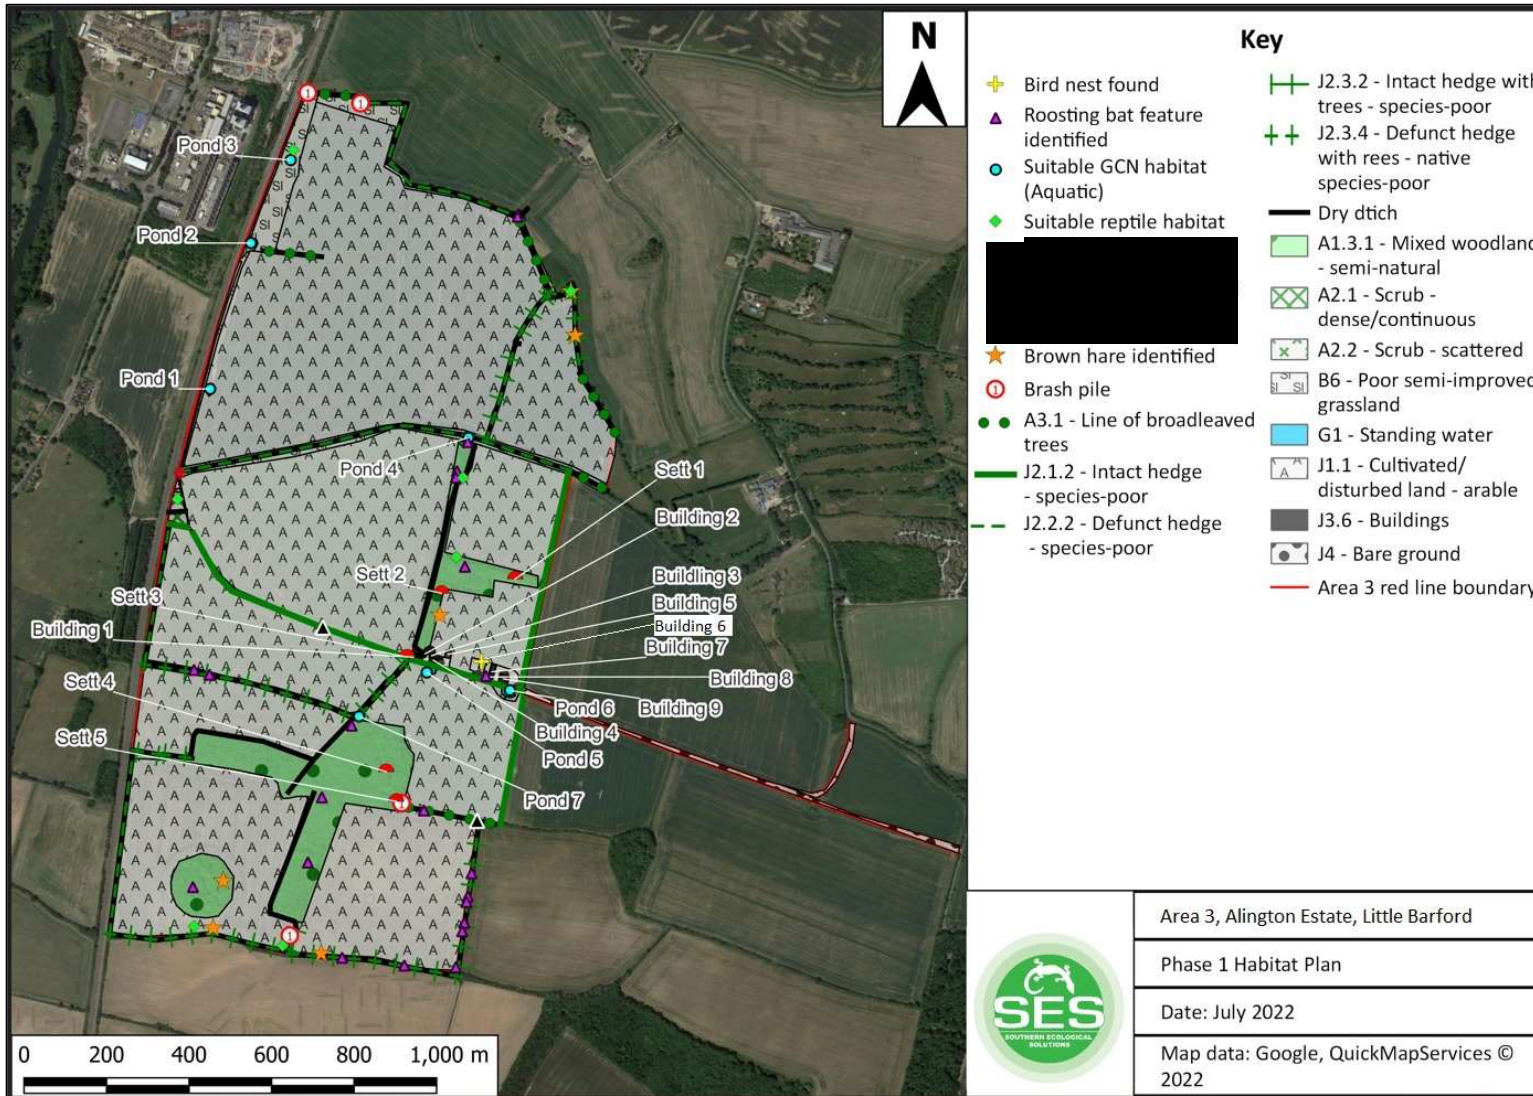 N
Pond 3
Pond 2
Pond 1
Pond 4
Sett 1
Building 2
Sett 2
Buildling 3
Sett 3
Building 5
Building 1
Building 6
Building 7
Sett 4
Building 8
Pond 6
Building 9
Sett 5
Building 4
Pond 5
Pond 7
0 200 400 600 800 1,000 m
Key
Bird nest found
Roosting bat feature
identified
Suitable GCN habitat
(Aquatic)
Suitable reptile habitat
Brown hare identified
1 Brash pile
A3.1 - Line of broadleaved
trees
J2.1.2 - Intact hedge
- species-poor
J2.2.2 - Defunct hedge
- species-poor
J2.3.2 - Intact hedge with
trees - species-poor
J2.3.4 - Defunct hedge
with rees - native
species-poor
Dry dtich
A1.3.1 - Mixed woodland
- semi-natural
A2.1 - Scrub -
dense/continuous
A2.2 - Scrub - scattered
SI B6 - Poor semi-improved
grassland
G1 - Standing water
A J1.1 - Cultivated/
disturbed land - arable
J3.6 - Buildings
J4 - Bare ground
Area 3 red line boundary
SES
SOUTHERN ECOLOGICAL
SOLUTIONS
Area 3, Alington Estate, Little Barford
Phase 1 Habitat Plan
Date: July 2022
Map data: Google, QuickMapServices ©
2022